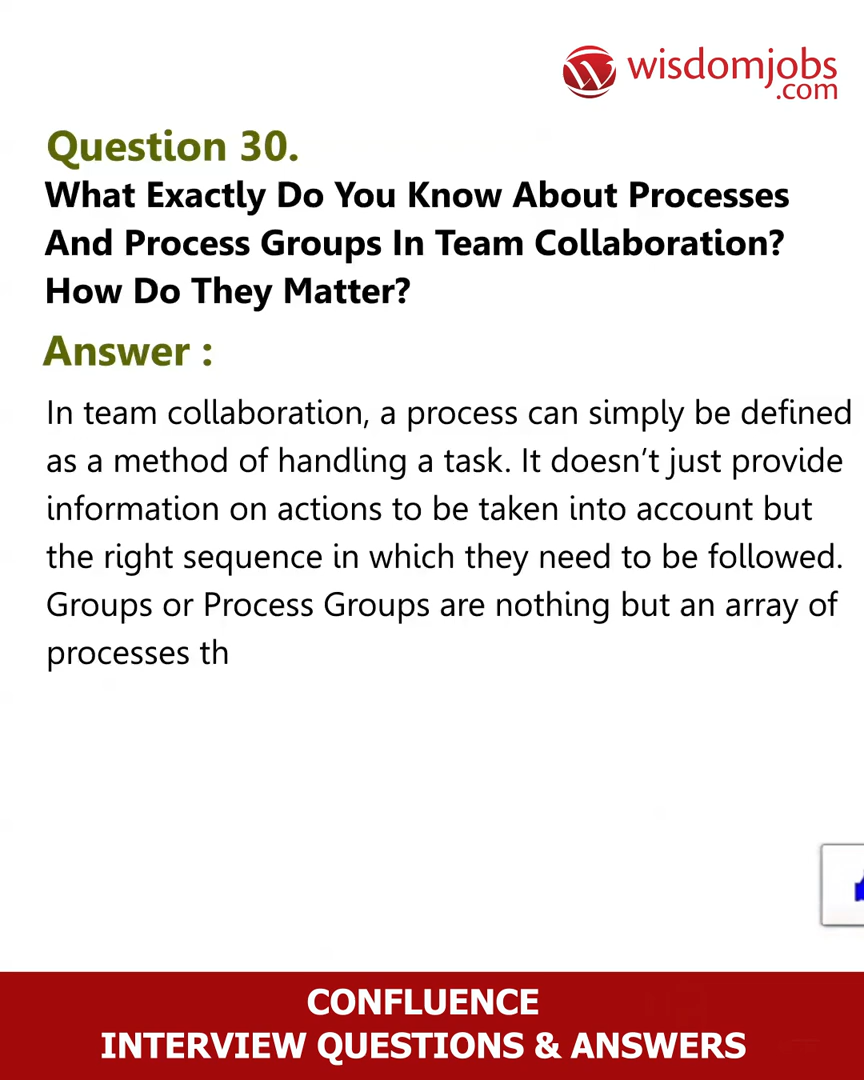 wisdomjobs
.com
Question 30.
What Exactly Do You Know About Processes
And Process Groups In Team Collaboration?
How Do They Matter?
Answer :
In team collaboration, a process can simply be defined
as a method of handling a task. It doesn’t just provide
information on actions to be taken into account but
the right sequence in which they need to be followed.
Groups or Process Groups are nothing but an array of
processes th
CONFLUENCE
INTERVIEW QUESTIONS & ANSWERS